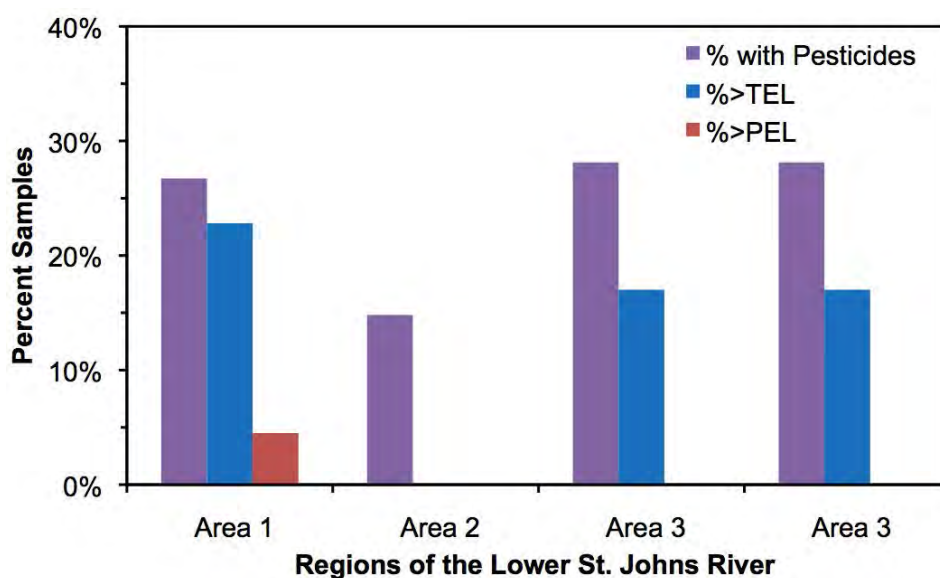 40%
% with Pesticides
%>TEL
30%
%>PEL
20%
10%
0%
Percent Samples
Area 1 Area 2 Area 3 Area 3
Regions of the Lower St. Johns River